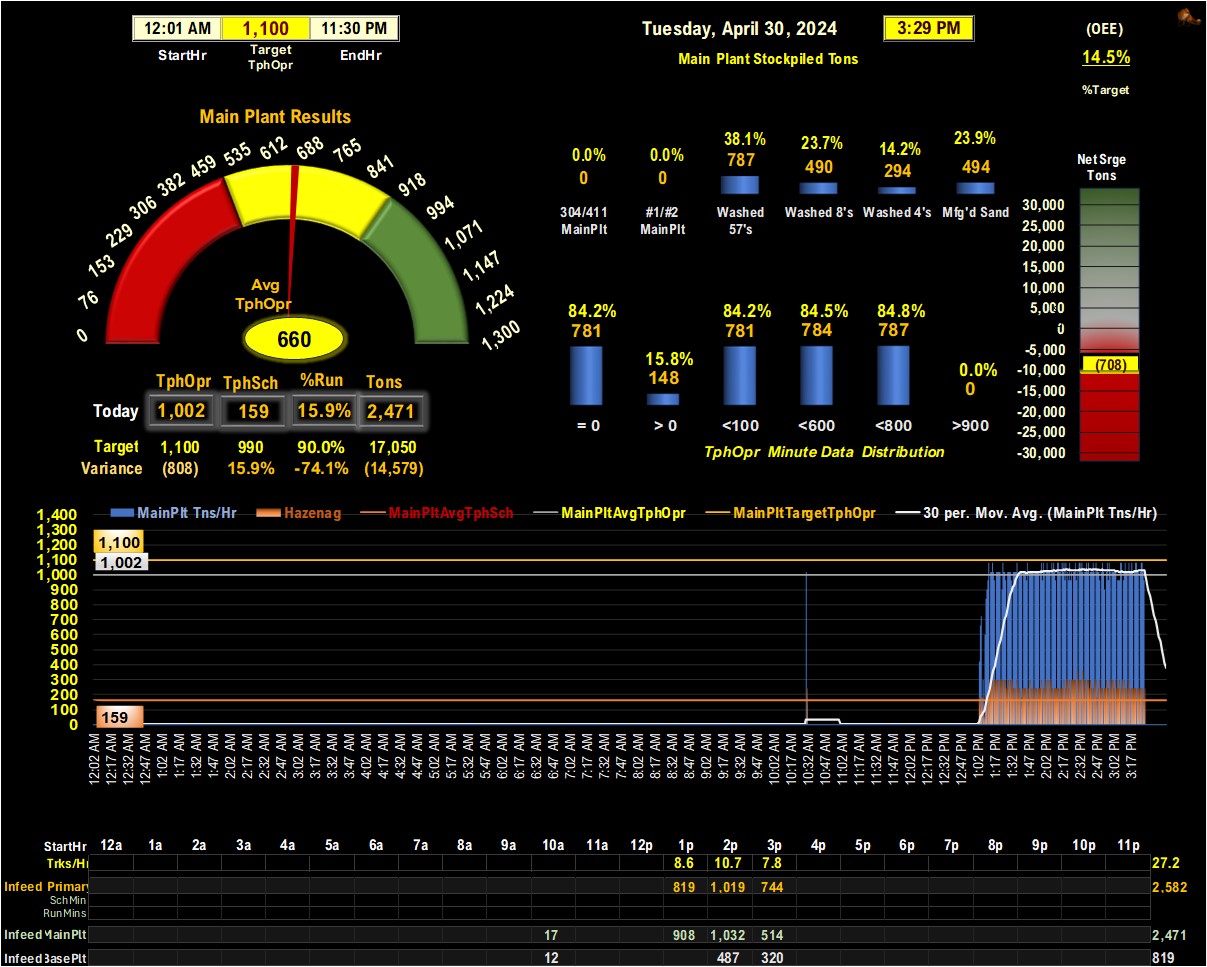 12:01 AM 1,100 11:30 PM
StartHr Target TphOpr EndHr
Tuesday, April 30, 2024 3:29 PM
Main Plant Stockpiled Tons
(OEE)
14.5%
%Target
Main Plant Results
0 76 153 229 306 382 459 535 612 688 765 841 918 994 1,071 1,147 1,224 1,300
Avg
TphOpr
660
TphOpr TphSch %Run Tons
Today 1,002 159 15.9% 2,471
Target 1,100 990 90.0% 17,050
Variance (808) 15.9% -74.1% (14,579)
0.0% 0.0% 38.1% 23.7% 14.2% 23.9%
0 0 787 490 294 494
304/411 MainPlt #1/#2 MainPlt Washed 57's Washed 8's Washed 4's Mfg'd Sand
84.2% 15.8% 84.2% 84.5% 84.8% 0.0%
781 148 781 784 787 0
= 0 > 0 <100 <600 <800 >900
TphOpr Minute Data Distribution
Net Srge
Tons
30,000
25,000
20,000
15,000
10,000
5,000
0
-5,000
-10,000
-15,000
-20,000
-25,000
-30,000
(708)
MainPlt Tns/Hr Hazenag MainPltAvgTphSch MainPltAvgTphOpr MainPltTargetTphOpr 30 per. Mov. Avg. (MainPlt Tns/Hr)
1,400
1,300
1,200
1,100
1,000
900
800
700
600
500
400
300
200
100
0
1,100
1,002
159
12:02 AM 12:17 AM 12:32 AM 12:47 AM 1:02 AM 1:17 AM 1:32 AM 1:47 AM 2:02 AM 2:17 AM 2:32 AM 2:47 AM 3:02 AM 3:17 AM 3:32 AM 3:47 AM 4:02 AM 4:17 AM 4:32 AM 4:47 AM 5:02 AM 5:17 AM 5:32 AM 5:47 AM 6:02 AM 6:17 AM 6:32 AM 6:47 AM 7:02 AM 7:17 AM 7:32 AM 7:47 AM 8:02 AM 8:17 AM 8:32 AM 8:47 AM 9:02 AM 9:17 AM 9:32 AM 9:47 AM 10:02 AM 10:17 AM 10:32 AM 10:47 AM 11:02 AM 11:17 AM 11:32 AM 11:47 AM 12:02 PM 12:17 PM 12:32 PM 12:47 PM 1:02 PM 1:17 PM 1:32 PM 1:47 PM 2:02 PM 2:17 PM 2:32 PM 2:47 PM 3:02 PM 3:17 PM
StartHr 12a 1a 2a 3a 4a 5a 6a 7a 8a 9a 10a 11a 12p 1p 2p 3p 4p 5p 6p 7p 8p 9p 10p 11p
Trks/Hr 8.6 10.7 7.8 27.2
Infeed Primary 819 1,019 744 2,582
SchMin
RunMins
Infeed MainPlt 17 908 1,032 514 2,471
Infeed BasePlt 12 487 320 819